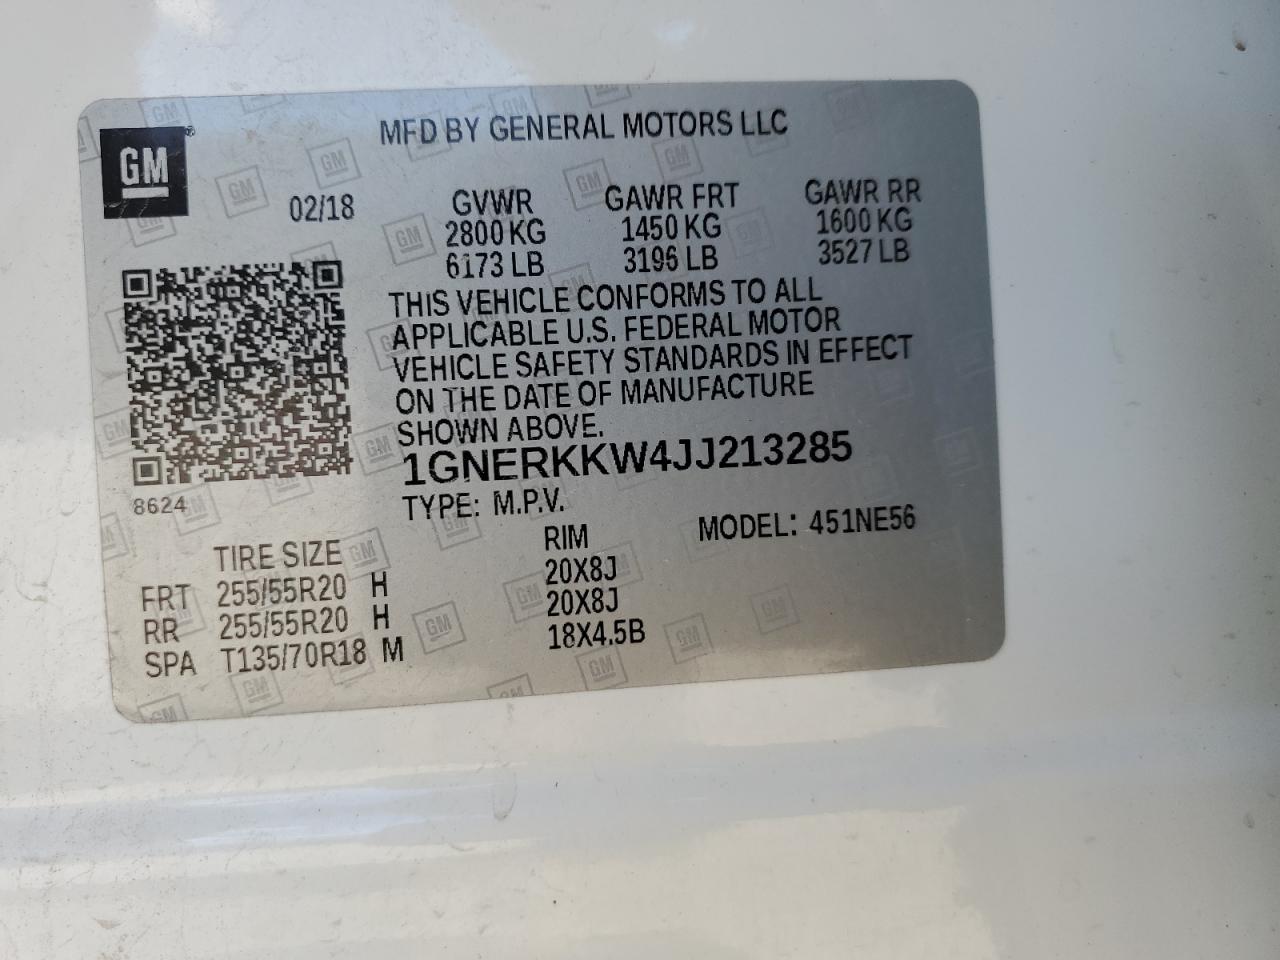 GM®
MFD BY GENERAL MOTORS LLC
02/18
GVWR GAWR FRT GAWR RR
2800 KG 1450 KG 1600 KG
6173 LB 3196 LB 3527 LB
THIS VEHICLE CONFORMS TO ALL
APPLICABLE U.S. FEDERAL MOTOR
VEHICLE SAFETY STANDARDS IN EFFECT
ON THE DATE OF MANUFACTURE
SHOWN ABOVE.
1GNERKKW4JJ213285
8624
TYPE: M.P.V.
MODEL: 451NE56
TIRE SIZE RIM
FRT 255/55R20 H 20X8J
RR 255/55R20 H 20X8J
SPA T135/70R18 M 18X4.5B